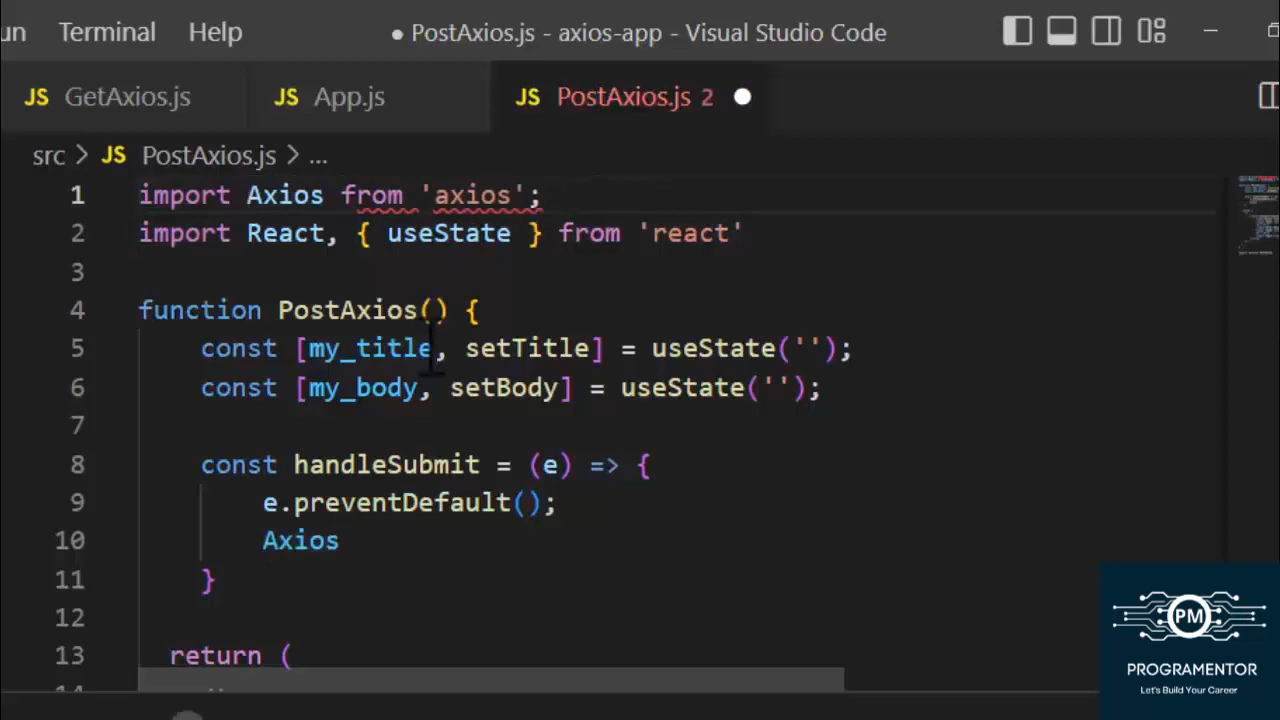 Terminal Help ● PostAxios.js - axios-app - Visual Studio Code
JS GetAxios.js JS App.js JS PostAxios.js 2
src > JS PostAxios.js > ...
1 import Axios from 'axios';
2 import React, { useState } from 'react'
3
4 function PostAxios() {
5 const [my_title, setTitle] = useState('');
6 const [my_body, setBody] = useState('');
7
8 const handleSubmit = (e) => {
9 e.preventDefault();
10 Axios
11 }
12
13 return (
PM
PROGRAMENTOR
Let's Build Your Career